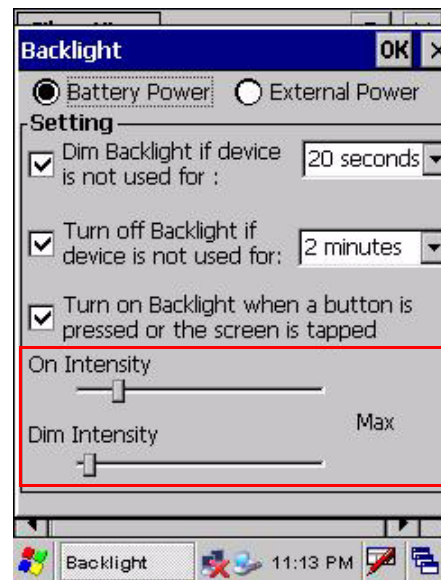 Backlight OK ×
Battery Power External Power
Setting
Dim Backlight if device
is not used for :
20 seconds
Turn off Backlight if
device is not used for:
2 minutes
Turn on Backlight when a button is
pressed or the screen is tapped
On Intensity
Max
Dim Intensity
Backlight 11:13 PM